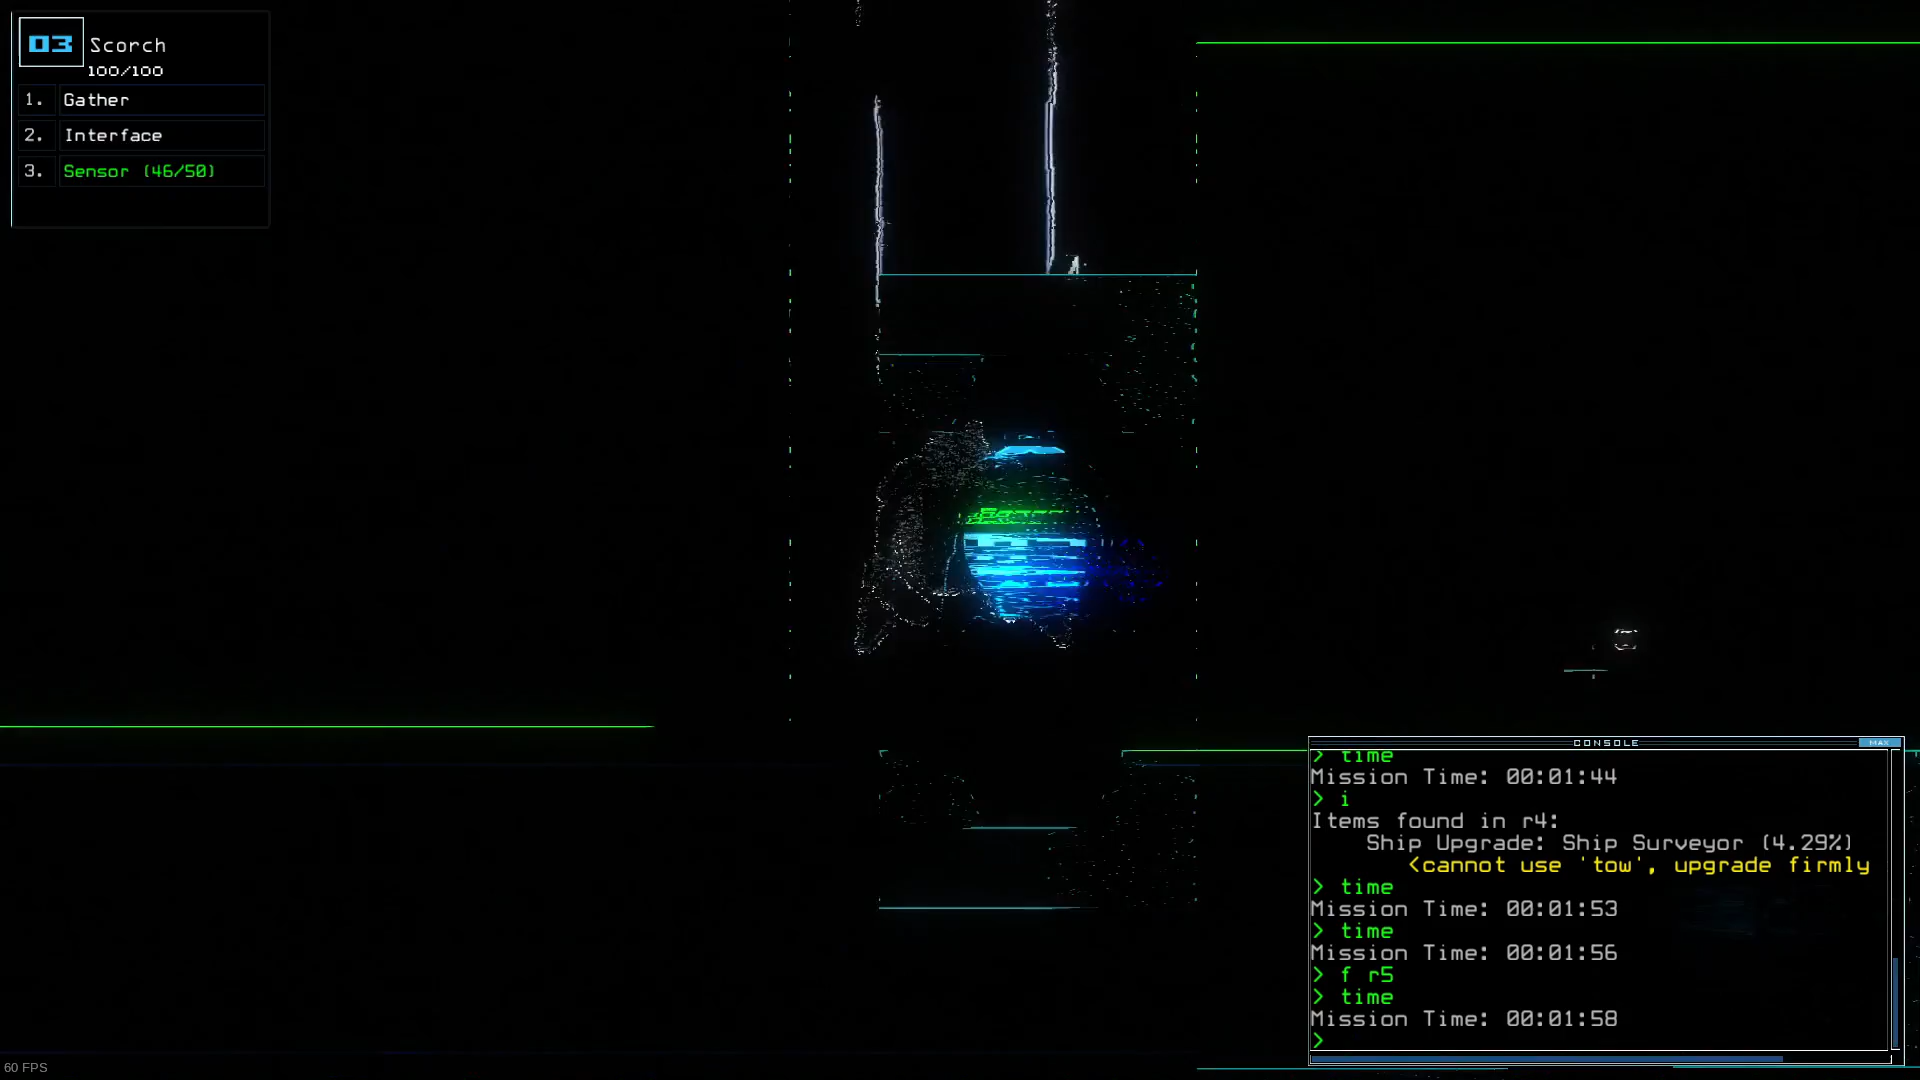 03 Scorch
100/100
1. Gather
2. Interface
3. Sensor (46/50)
CONSOLE
MAX
> time
Mission Time: 00:01:44
> i
Items found in r4:
Ship Upgrade: Ship Surveyor (4.29%)
<cannot use 'tow', upgrade firmly
> time
Mission Time: 00:01:53
> time
Mission Time: 00:01:56
> f r5
> time
Mission Time: 00:01:58
>
60 FPS